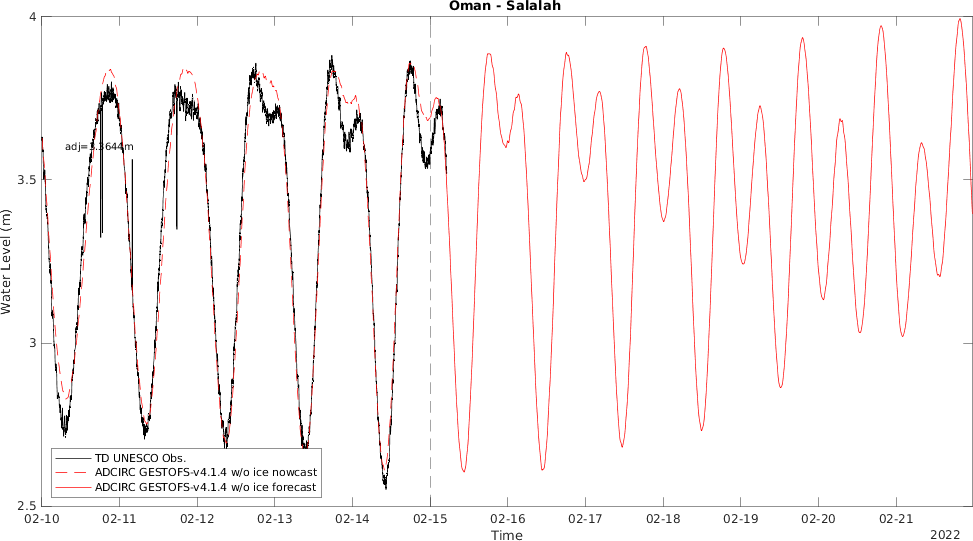 Oman - Salalah
4
3.5
3
2.5
Water Level (m)
adj=3.3644m
TD UNESCO Obs.
ADCIRC GESTOFS-v4.1.4 w/o ice nowcast
ADCIRC GESTOFS-v4.1.4 w/o ice forecast
02-10 02-11 02-12 02-13 02-14 02-15 02-16 02-17 02-18 02-19 02-20 02-21
Time
2022